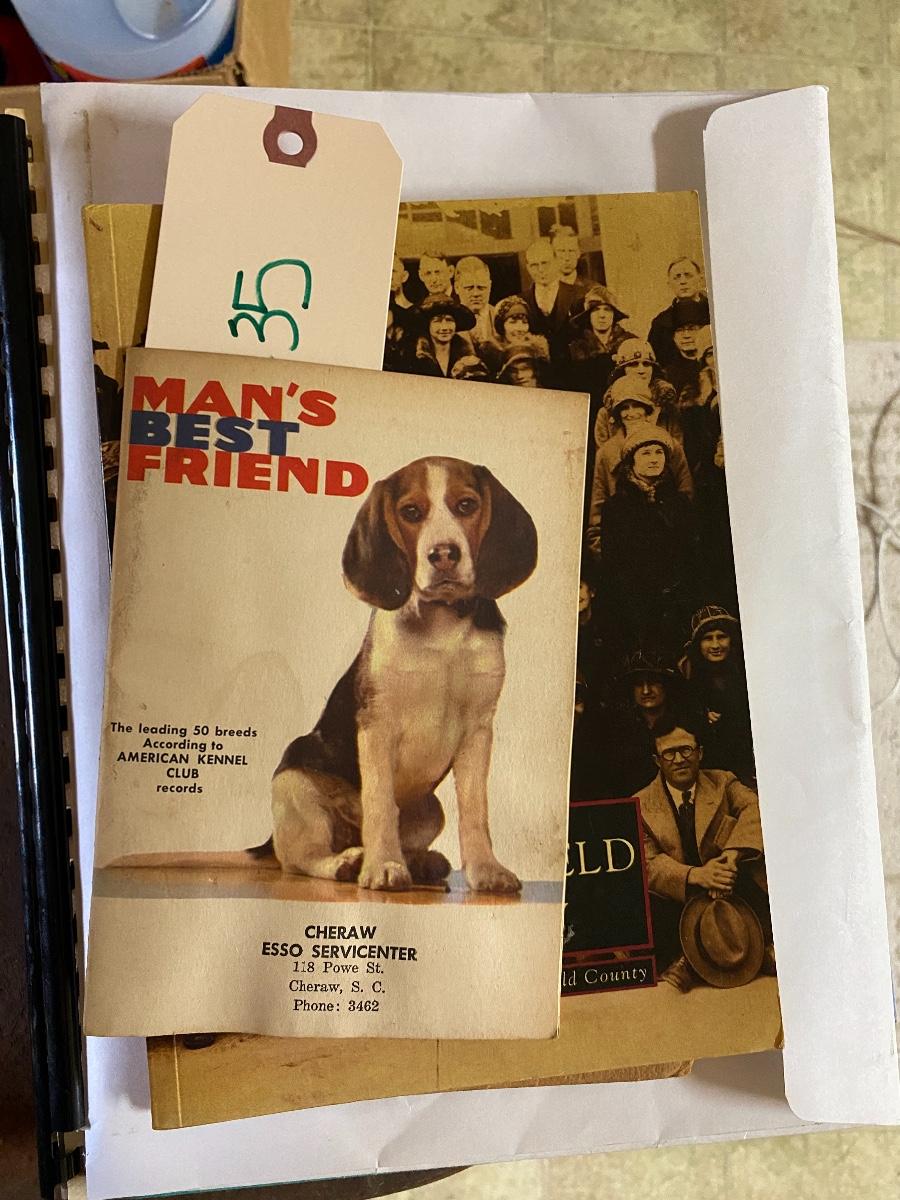 35
MAN'S
BEST
FRIEND
The leading 50 breeds
According to
AMERICAN KENNEL
CLUB
records
CHERAW
ESSO SERVICENTER
118 Powe St.
Cheraw, S. C.
Phone: 3462
ELD
ld County